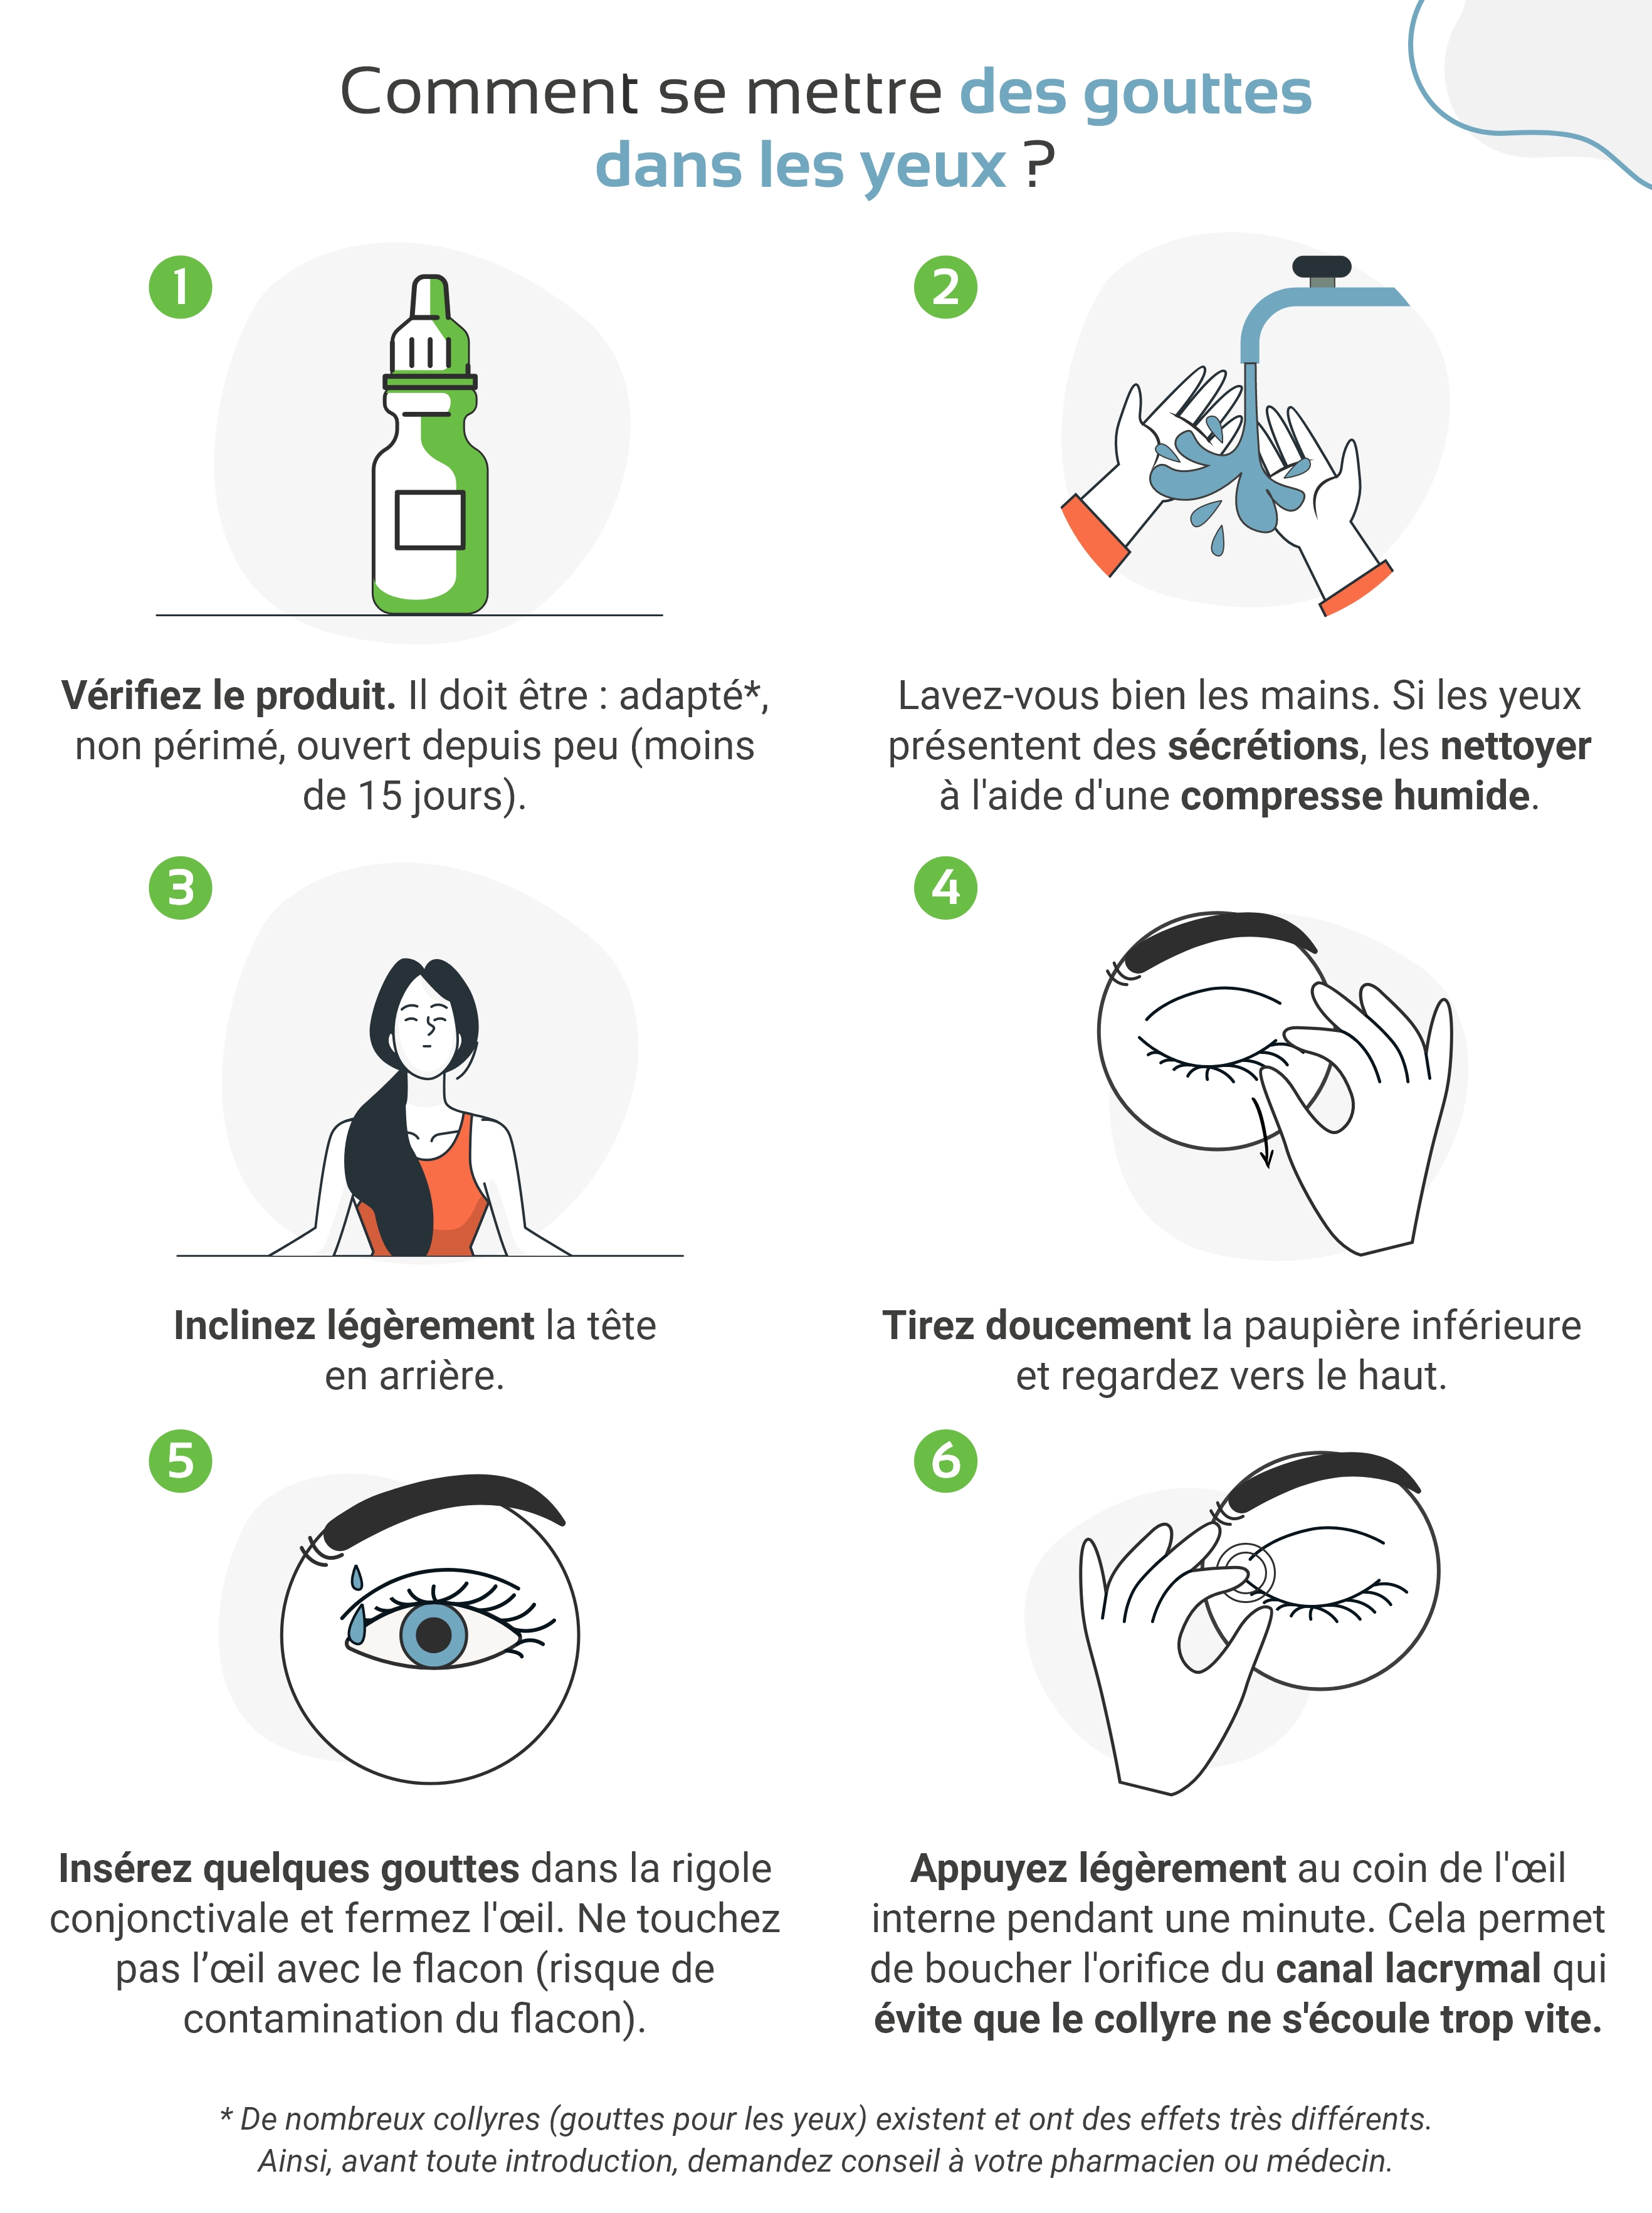 Comment se mettre des gouttes
dans les yeux ?
1
Vérifiez le produit. Il doit être : adapté*,
non périmé, ouvert depuis peu (moins
de 15 jours).
2
Lavez-vous bien les mains. Si les yeux
présentent des sécrétions, les nettoyer
à l'aide d'une compresse humide.
3
Inclinez légèrement la tête
en arrière.
4
Tirez doucement la paupière inférieure
et regardez vers le haut.
5
Insérez quelques gouttes dans la rigole
conjonctivale et fermez l'œil. Ne touchez
pas l’œil avec le flacon (risque de
contamination du flacon).
6
Appuyez légèrement au coin de l'œil
interne pendant une minute. Cela permet
de boucher l'orifice du canal lacrymal qui
évite que le collyre ne s'écoule trop vite.
* De nombreux collyres (gouttes pour les yeux) existent et ont des effets très différents.
Ainsi, avant toute introduction, demandez conseil à votre pharmacien ou médecin.